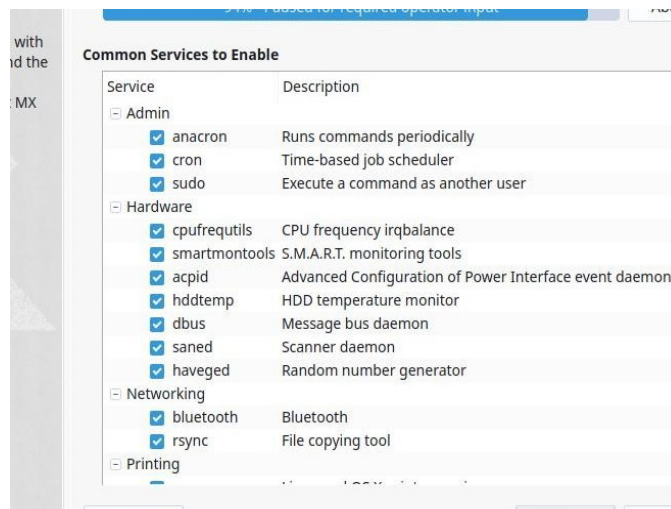 with
nd the
MX
Common Services to Enable
Service Description
Admin
anacron Runs commands periodically
cron Time-based job scheduler
sudo Execute a command as another user
Hardware
cpufrequtils CPU frequency irqbalance
smartmontools S.M.A.R.T. monitoring tools
acpid Advanced Configuration of Power Interface event daemon
hddtemp HDD temperature monitor
dbus Message bus daemon
saned Scanner daemon
haveged Random number generator
Networking
bluetooth Bluetooth
rsync File copying tool
Printing